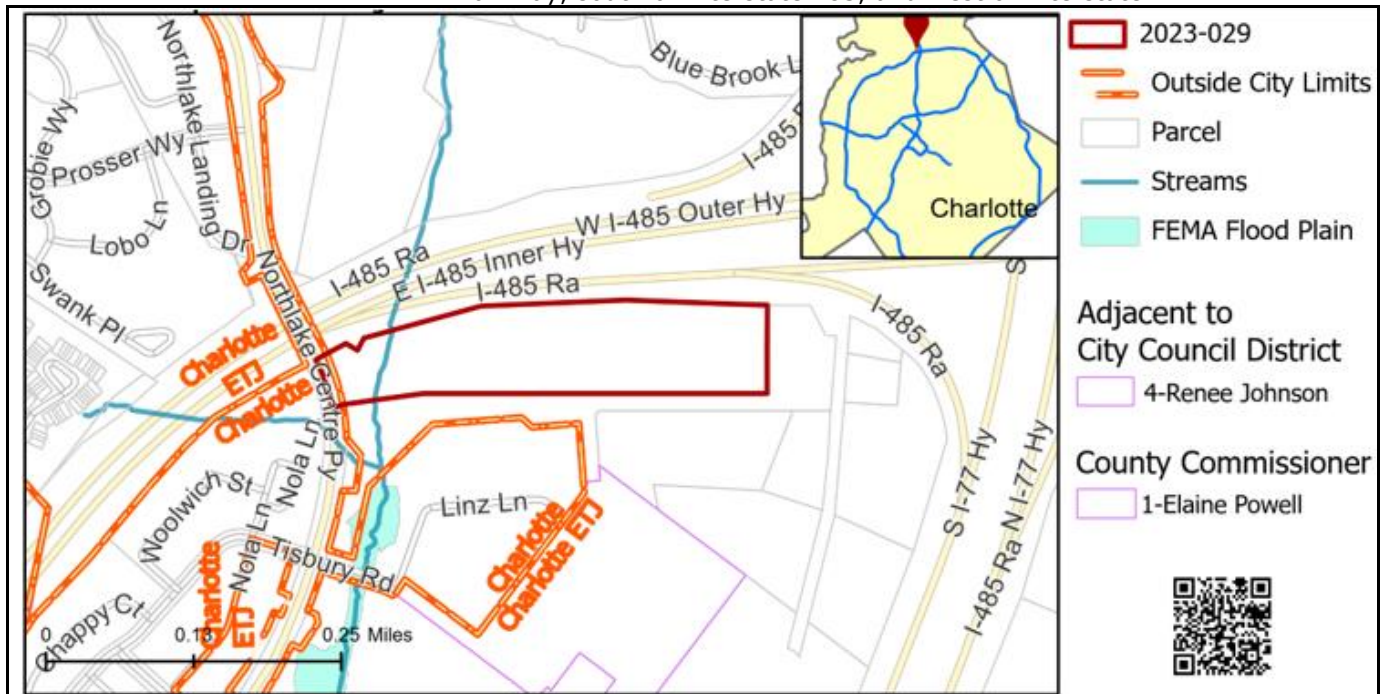 Blue Brook L
Northlake Landing Dr
Grobie Wy
Prosser Wy
Lobo Ln
Swank Pl
I-485 R
W I-485 Outer Hy
I-485 Ra
E I-485 Inner Hy
I-485 Ra
Northlake Centre Py
Charlotte
ETJ
Charlotte
I-485 Ra
S
Nola Ln
Woolwich St
Linz Ln
Nola Ln
Tisbury Rd
Charlotte
Charlotte ETJ
Charlotte
ETJ
Chappy Ct
S I-77 Hy
N I-77 Hy
I-485 Ra
0
0.13
0.25 Miles
Charlotte
2023-029
Outside City Limits
Parcel
Streams
FEMA Flood Plain
Adjacent to
City Council District
4-Renee Johnson
County Commissioner
1-Elaine Powell